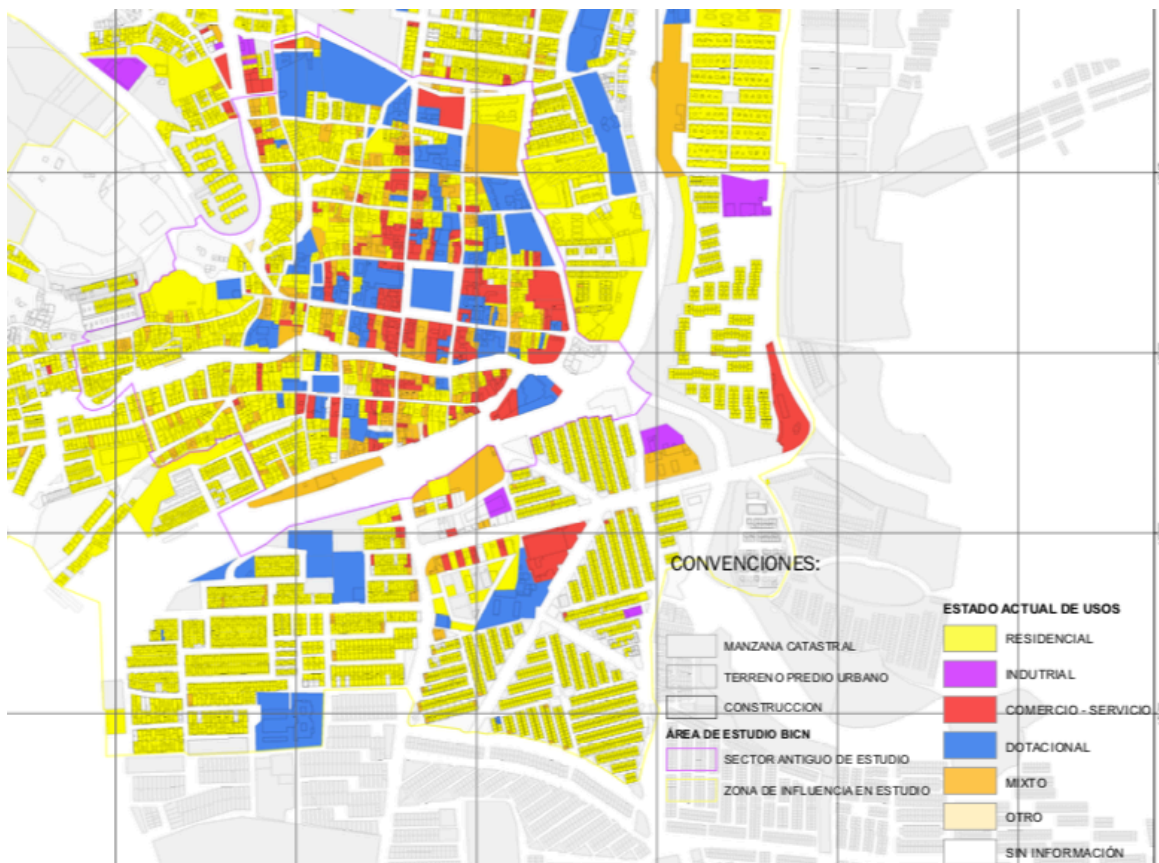 CONVENCIONES:
MANZANA CATASTRAL
TERRENO PREDIO URBANO
CONSTRUCCION
ÁREA DE ESTUDIO BICN
SECTOR ANTIGUO DE ESTUDIO
ZONA DE INFLUENCIA EN ESTUDIO
ESTADO ACTUAL DE USOS
RESIDENCIAL
INDUTRIAL
COMERCIO - SERVICIO
DOTACIONAL
MIXTO
OTRO
SIN INFORMACIÓN